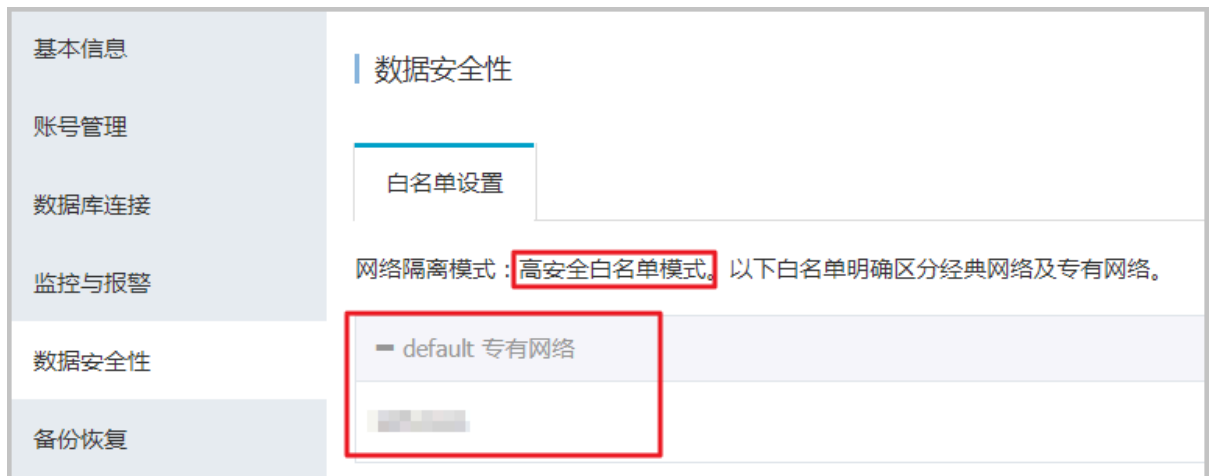 基本信息
账号管理
数据库连接
监控与报警
数据安全性
备份恢复
数据安全性
白名单设置
网络隔离模式：高安全白名单模式。以下白名单明确区分经典网络及专有网络。
default 专有网络